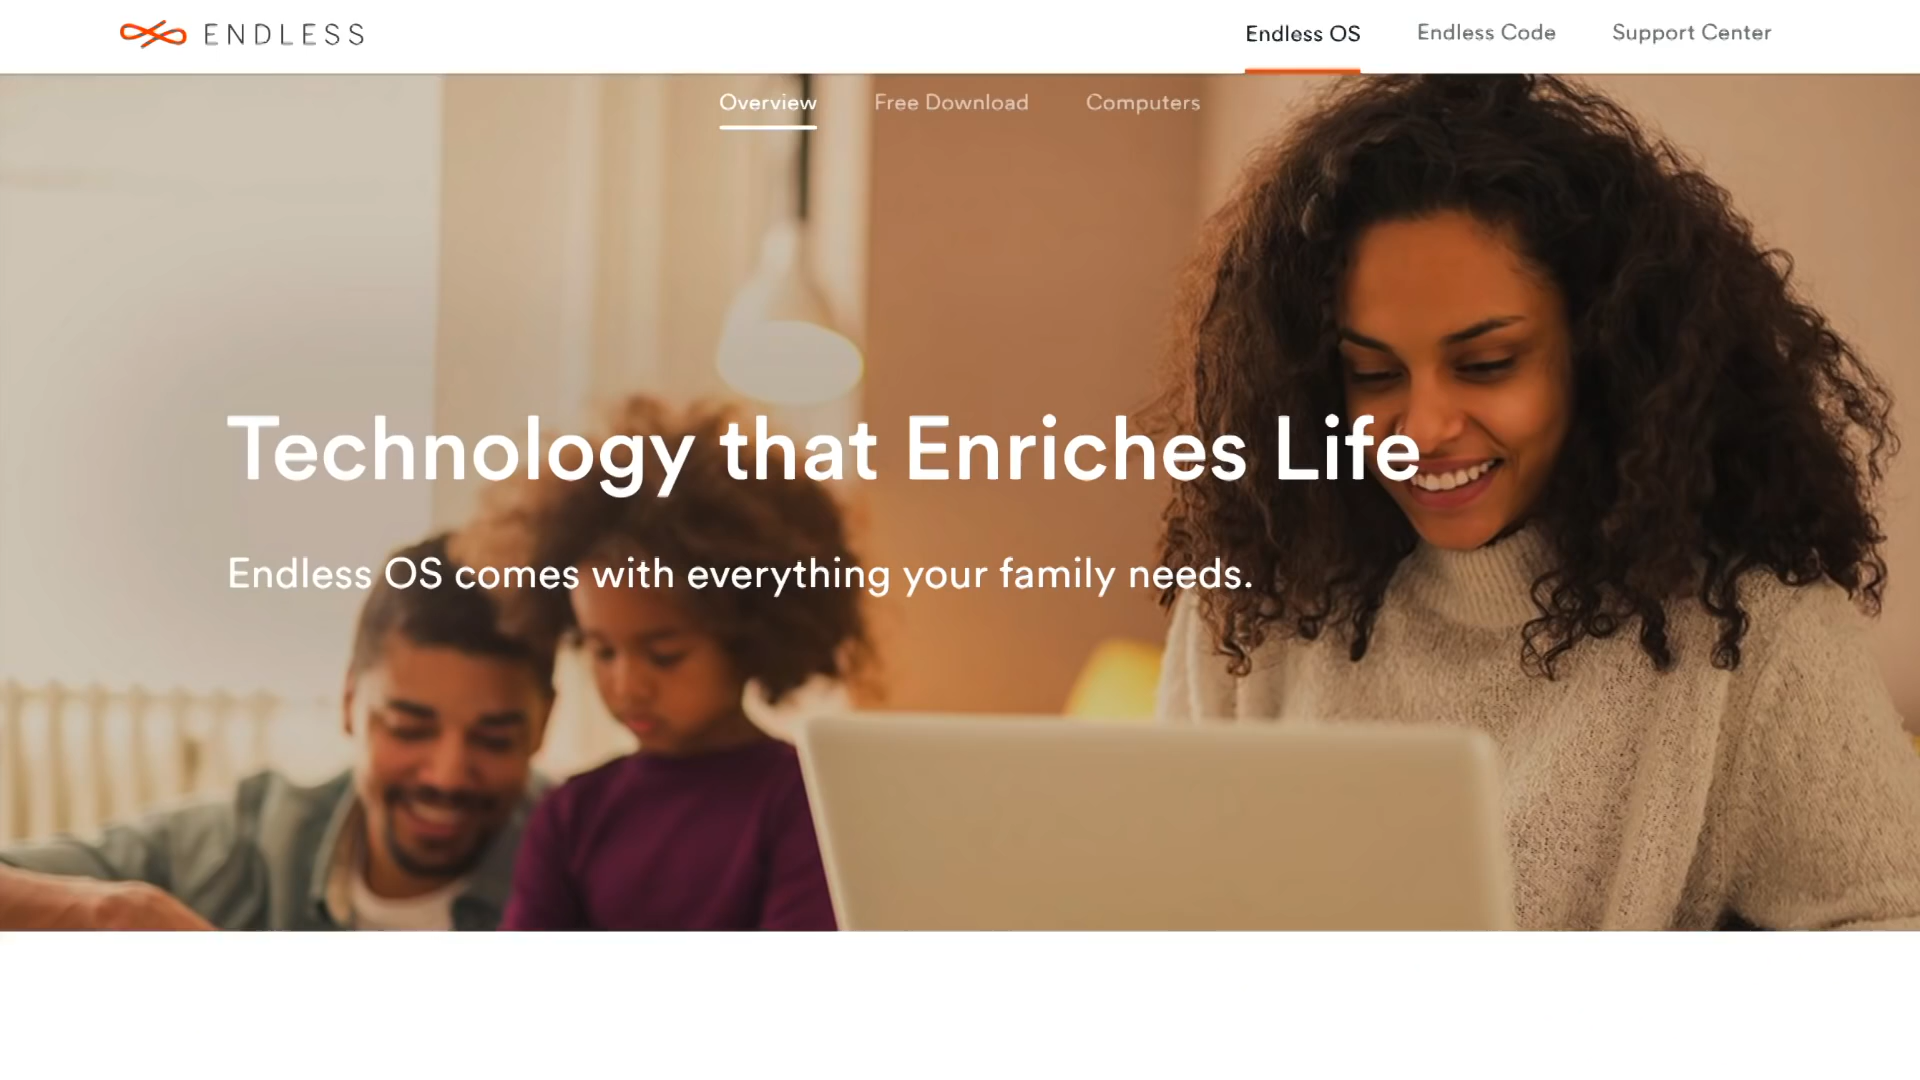 ENDLESS
Endless OS
Endless Code
Support Center
Overview
Free Download
Computers
Technology that Enriches Life
Endless OS comes with everything your family needs.